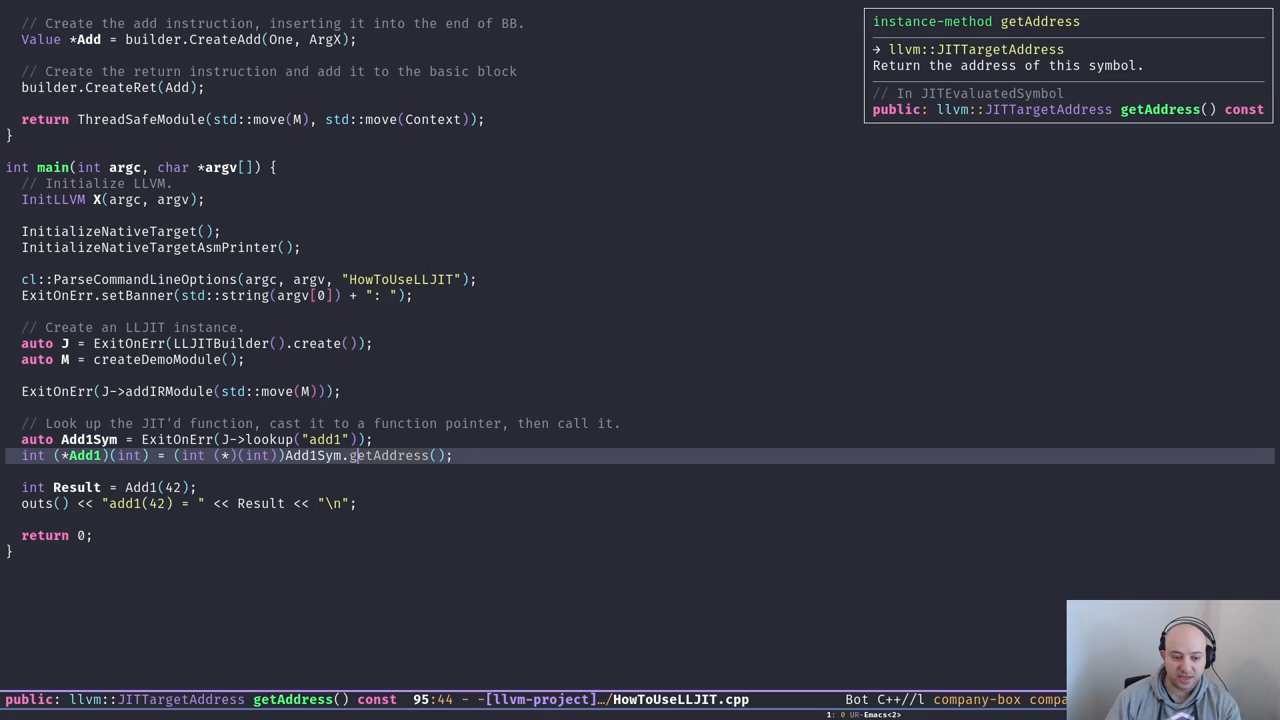 // Create the add instruction, inserting it into the end of BB.
Value *Add = builder.CreateAdd(One, ArgX);
// Create the return instruction and add it to the basic block
builder.CreateRet(Add);
return ThreadSafeModule(std::move(M), std::move(Context));
}
int main(int argc, char *argv[]) {
// Initialize LLVM.
InitLLVM X(argc, argv);
InitializeNativeTarget();
InitializeNativeTargetAsmPrinter();
cl::ParseCommandLineOptions(argc, argv, "HowToUseLLJIT");
ExitOnErr.setBanner(std::string(argv[0]) + ": ");
// Create an LLJIT instance.
auto J = ExitOnErr(LLJITBuilder().create());
auto M = createDemoModule();
ExitOnErr(J->addIRModule(std::move(M)));
// Look up the JIT'd function, cast it to a function pointer, then call it.
auto Add1Sym = ExitOnErr(J->lookup("add1"));
int (*Add1)(int) = (int (*)(int))Add1Sym.getAddress();
int Result = Add1(42);
outs() << "add1(42) = " << Result << "\n";
return 0;
}
instance-method getAddress
→ llvm::JITTargetAddress
Return the address of this symbol.
// In JITEvaluatedSymbol
public: llvm::JITTargetAddress getAddress() const
public: llvm::JITTargetAddress getAddress() const 95:44 - -[llvm-project]…/HowToUseLLJIT.cpp Bot C++//l company-box compa
1: 0 UR-Emacs<2>